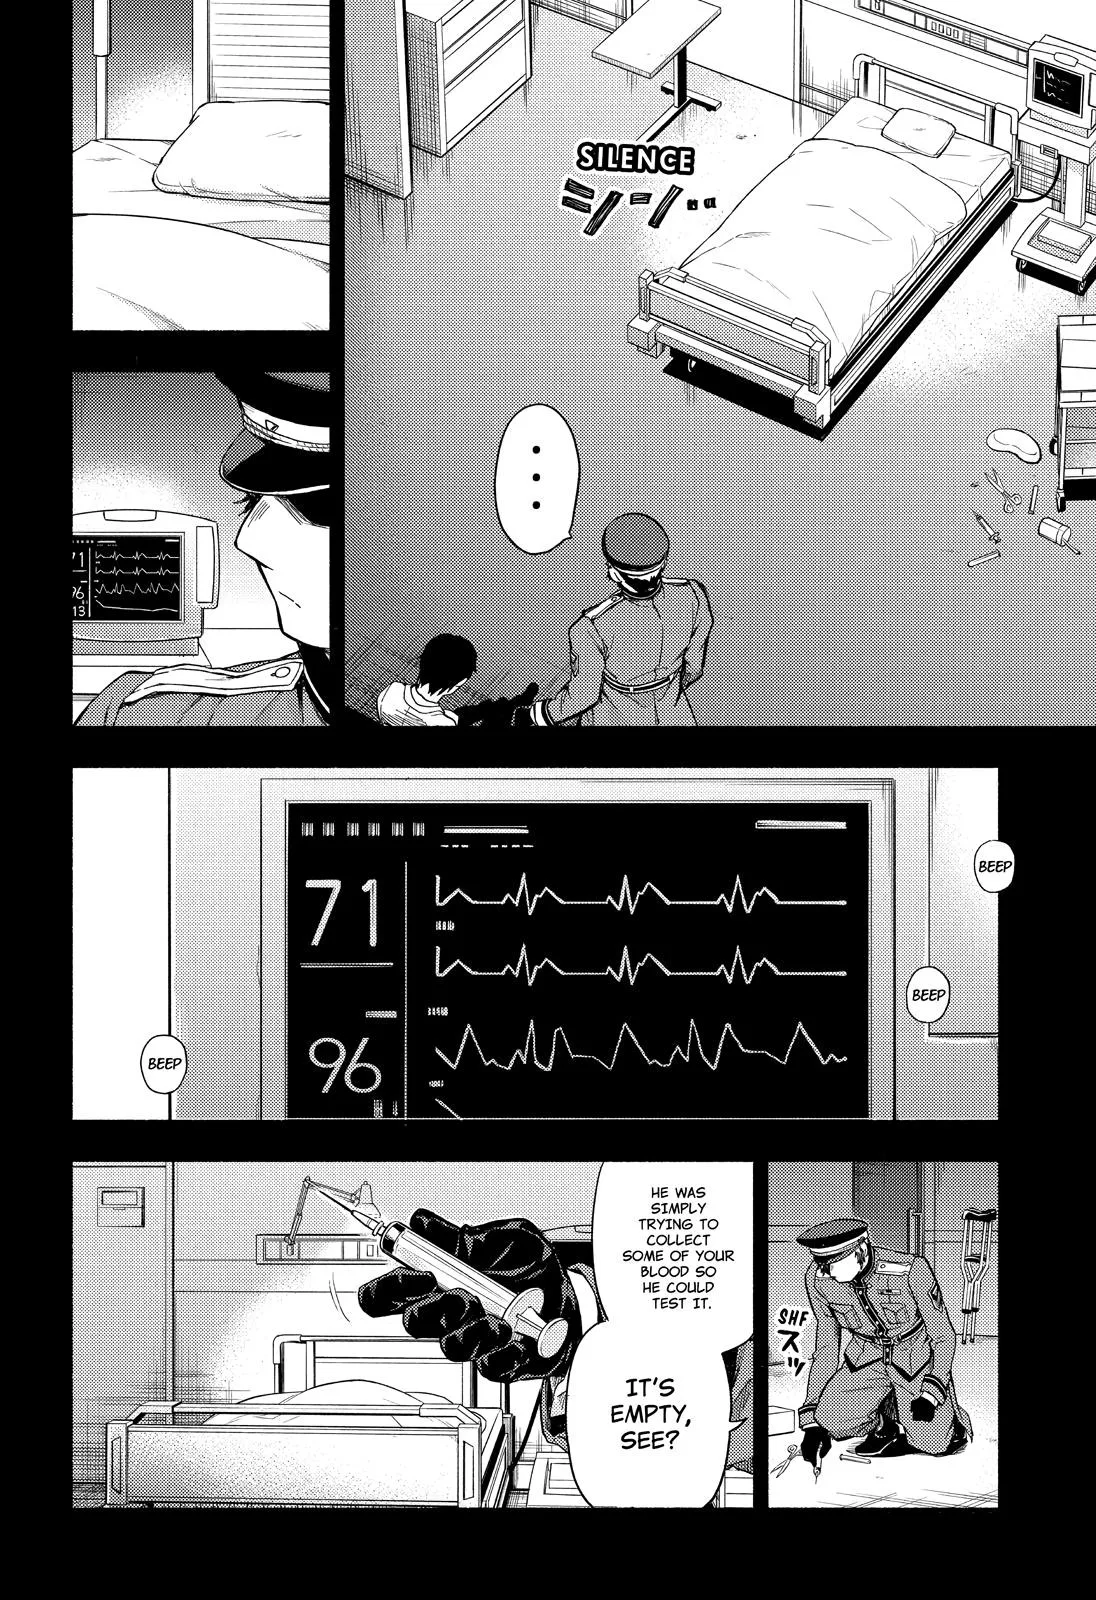 SILENCE
シン…
...
71
96
13
BEEP
BEEP
BEEP
71
96
SHF
スッ
HE WAS
SIMPLY
TRYING TO
COLLECT
SOME OF YOUR
BLOOD SO
HE COULD
TEST IT.
IT'S
EMPTY,
SEE?